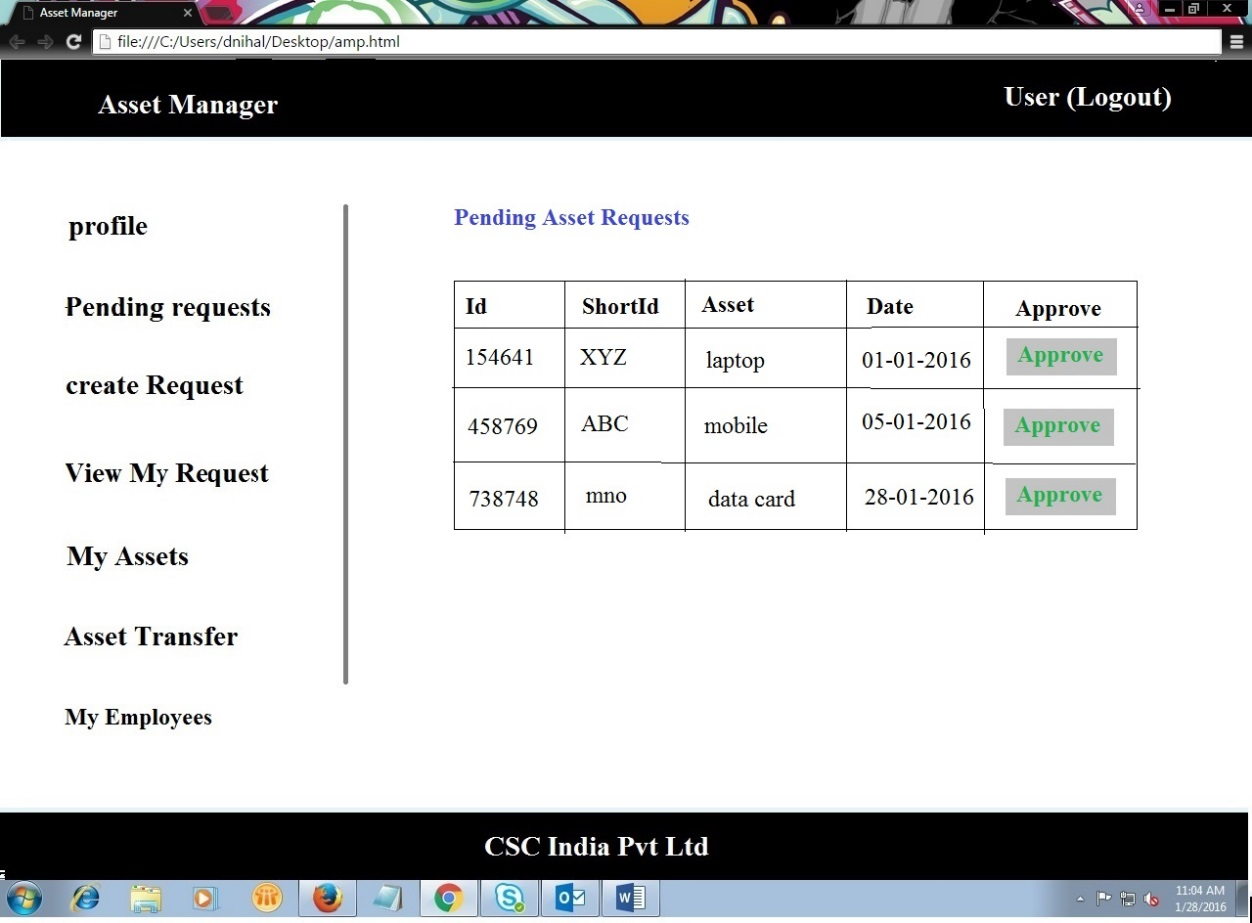 Asset Manager
file:///C:/Users/dnihal/Desktop/amp.html
Asset Manager
User (Logout)
profile
Pending requests
create Request
View My Request
My Assets
Asset Transfer
My Employees
Pending Asset Requests
Id ShortId Asset Date Approve
154641 XYZ laptop 01-01-2016 Approve
458769 ABC mobile 05-01-2016 Approve
738748 mno data card 28-01-2016 Approve
CSC India Pvt Ltd
11:04 AM
1/28/2016